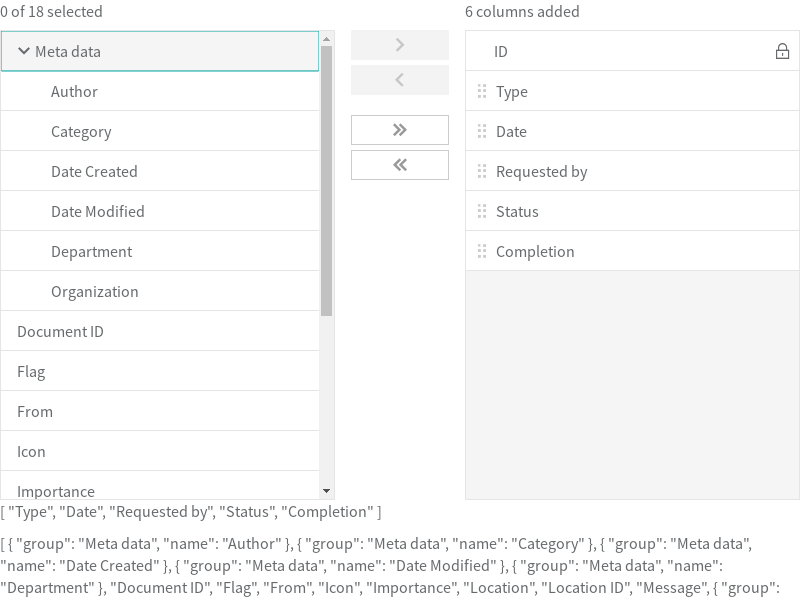 0 of 18 selected
6 columns added
Meta data
Author
Category
Date Created
Date Modified
Department
Organization
Document ID
Flag
From
Icon
Importance
ID
Type
Date
Requested by
Status
Completion
[ "Type", "Date", "Requested by", "Status", "Completion" ]
[ { "group": "Meta data", "name": "Author" }, { "group": "Meta data", "name": "Category" }, { "group": "Meta data",
"name": "Date Created" }, { "group": "Meta data", "name": "Date Modified" }, { "group": "Meta data", "name":
"Department" }, "Document ID", "Flag", "From", "Icon", "Importance", "Location", "Location ID", "Message", { "group":